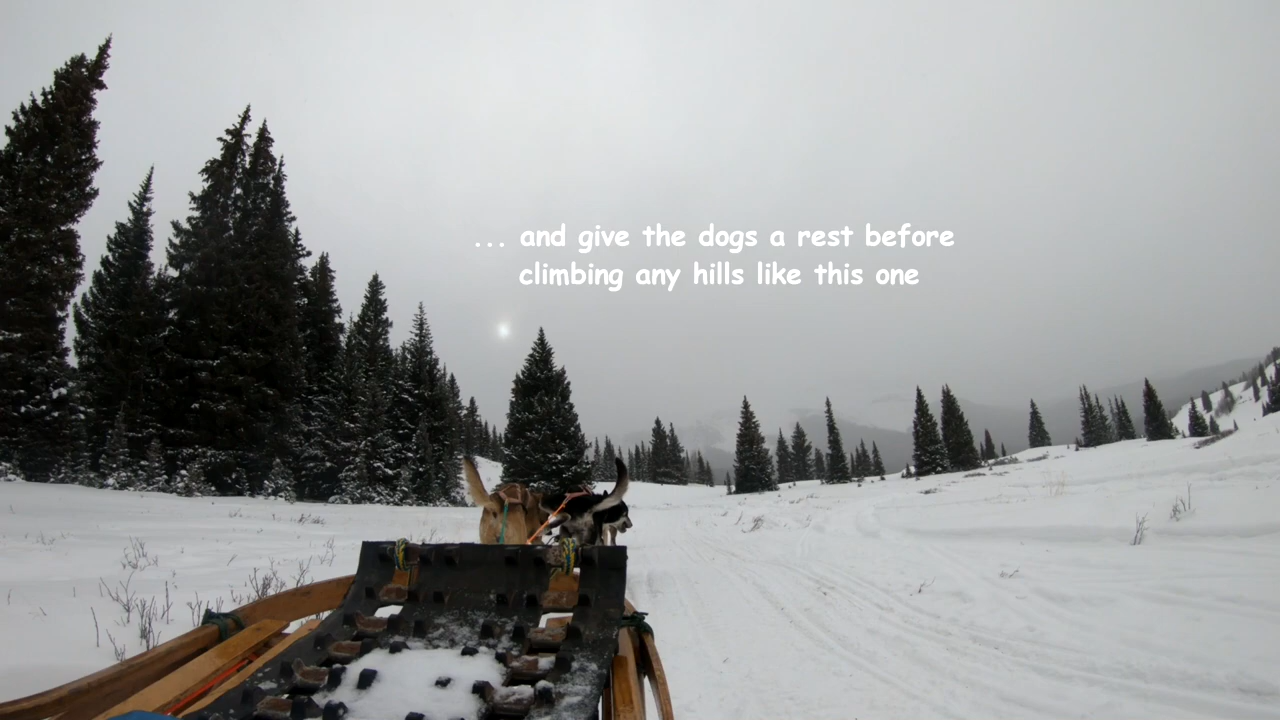 ... and give the dogs a rest before
climbing any hills like this one